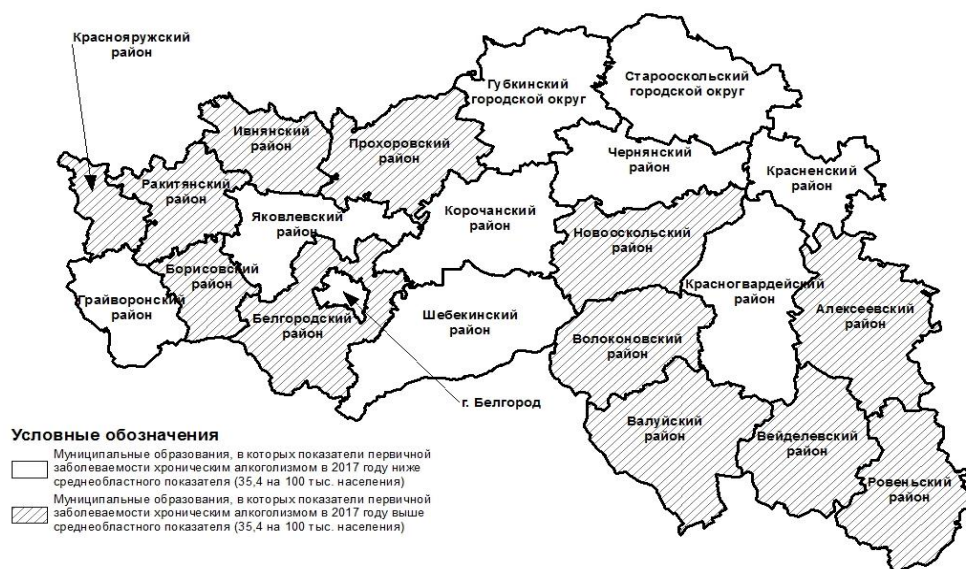 Краснояружский
район
Губкинский
городской округ
Старооскольский
городской округ
Ивнянский
район
Прохоровский
район
Чернянский
район
Красненский
район
Ракитянский
район
Яковлевский
район
Корочанский
район
Новооскольский
район
Борисовский
район
Грайворонский
район
Белгородский
район
Шебекинский
район
Красногвардейский
район
Алексеевский
район
Волоконовский
район
г. Белгород
Валуйский
район
Вейделевский
район
Ровеньский
район
Условные обозначения
Муниципальные образования, в которых показатели первичной
заболеваемости хроническим алкоголизмом в 2017 году ниже
среднеобластного показателя (35,4 на 100 тыс. населения)
Муниципальные образования, в которых показатели первичной
заболеваемости хроническим алкоголизмом в 2017 году выше
среднеобластного показателя (35,4 на 100 тыс. населения)